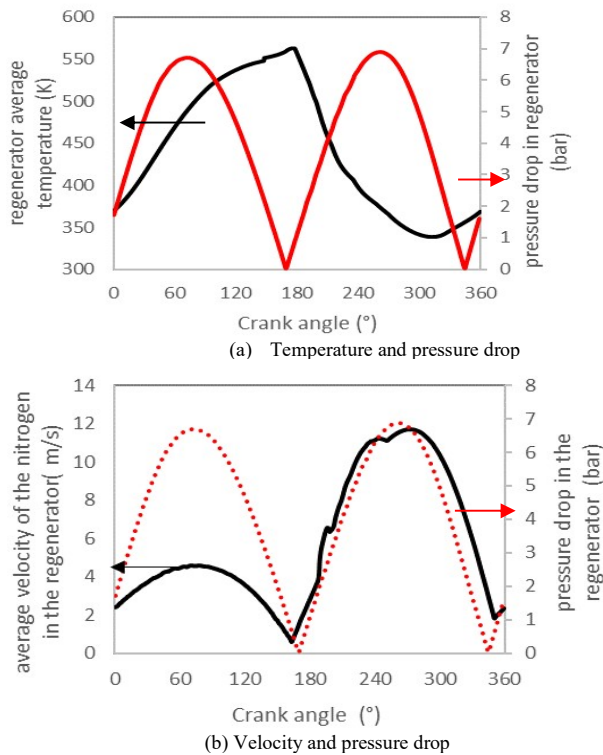 regenerator average
temperature (K)
600
550
500
450
400
350
300
8
7
6
5
4
3
2
1
0
pressure drop in regenerator
(bar)
0 60 120 180 240 300 360
Crank angle (°)
(a) Temperature and pressure drop
average velocity of the nitrogen
in the regenerator( m/s)
14
12
10
8
6
4
2
0
8
7
6
5
4
3
2
1
0
pressure drop in the
regenerator (bar)
0 60 120 180 240 300 360
Crank angle (°)
(b) Velocity and pressure drop